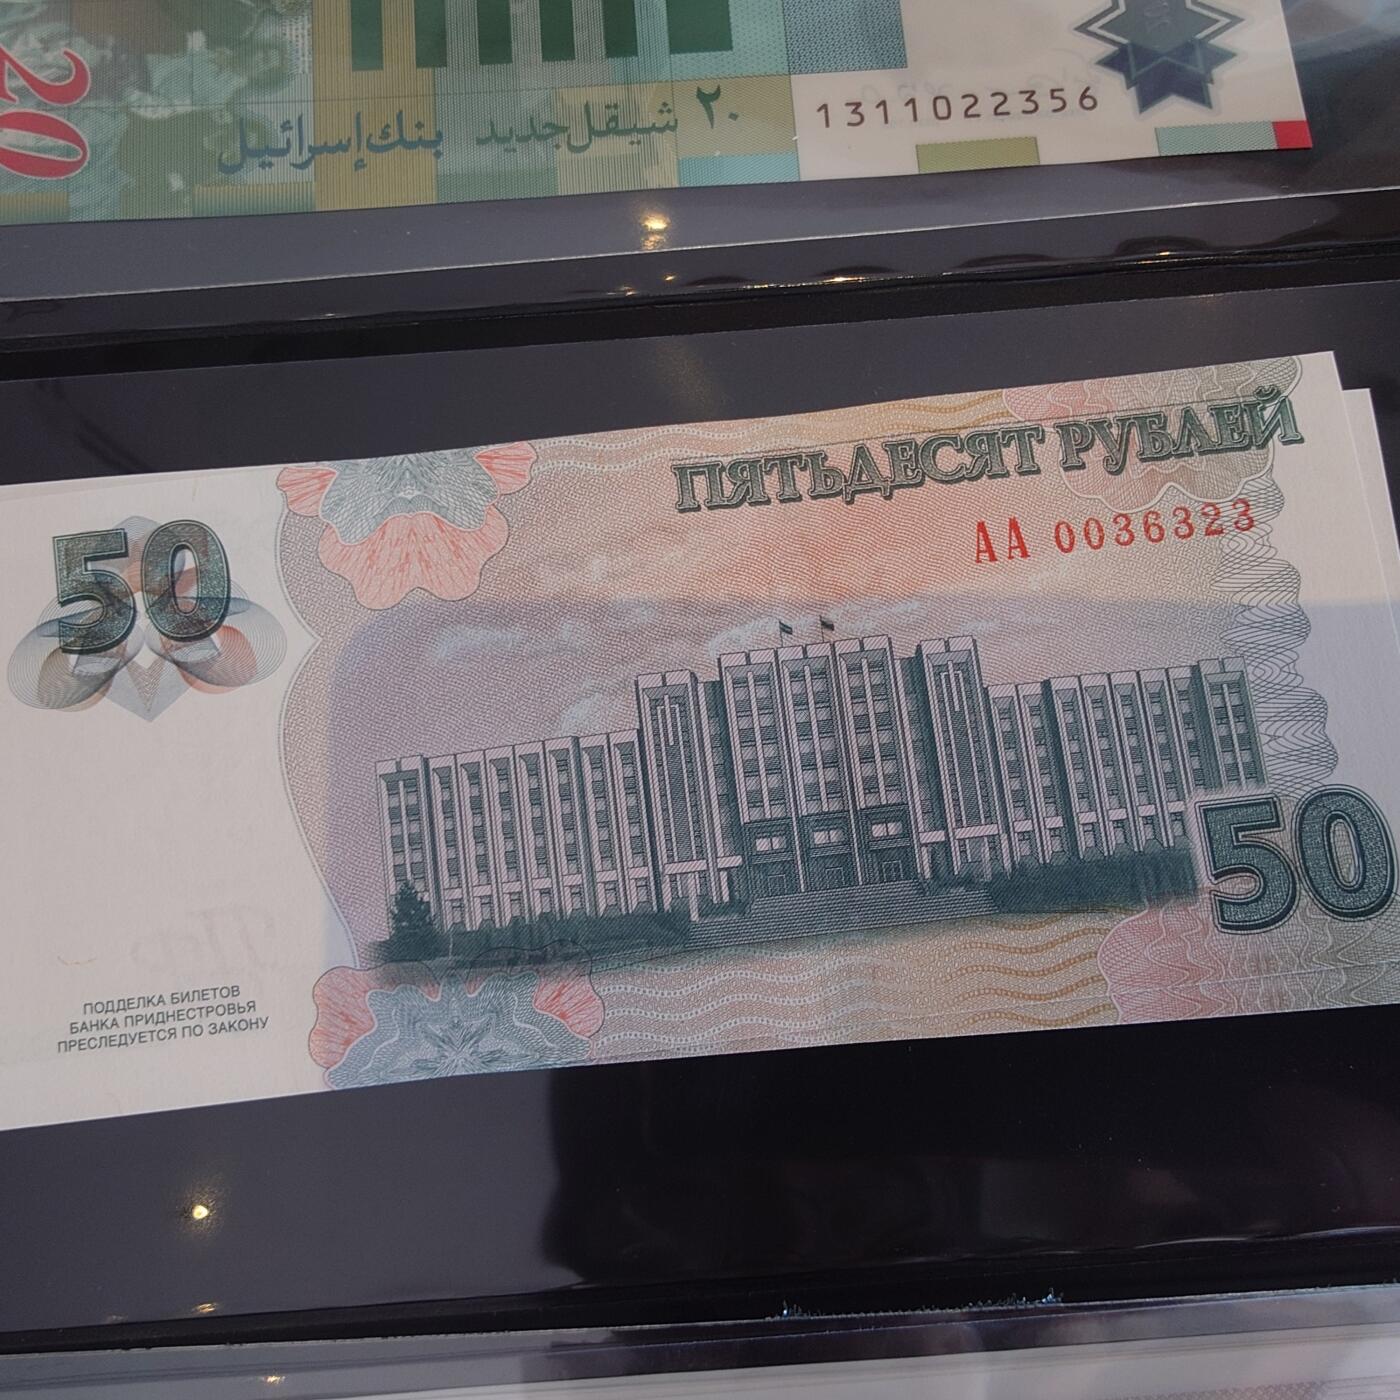 20
بنك إسرائيل
شيقل جديد
٢٠
1311022356
50
ПЯТЬДЕСЯТ РУБЛЕЙ
АА 0036323
50
ПОДДЕЛКА БИЛЕТОВ
БАНКА ПРИДНЕСТРОВЬЯ
ПРЕСЛЕДУЕТСЯ ПО ЗАКОНУ